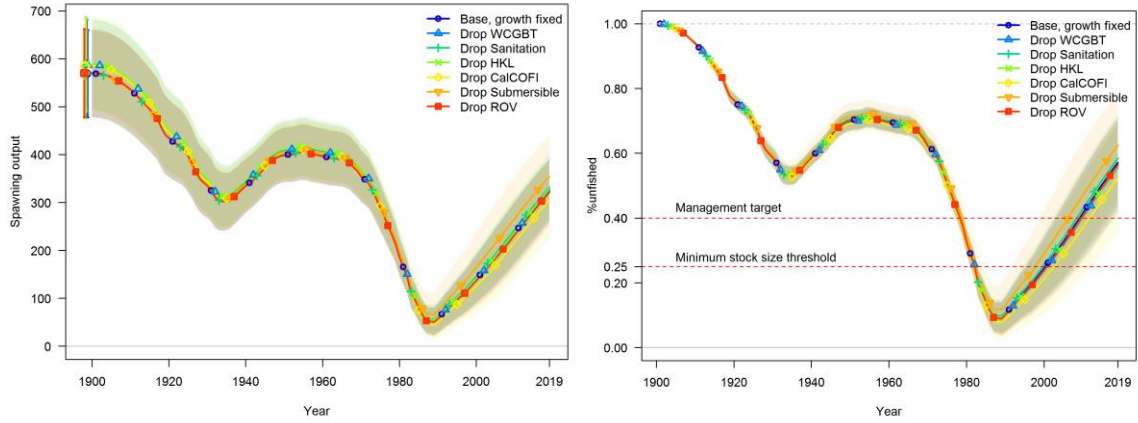 700
600
500
400
300
200
100
0
Spawning output
Base, growth fixed
Drop WCGBT
Drop Sanitation
Drop HKL
Drop CalCOFI
Drop Submersible
Drop ROV
1900
1920
1940
1960
1980
2000
2019
Year
1.00
0.80
0.60
0.40
0.25
0.20
0.00
%unfished
Base, growth fixed
Drop WCGBT
Drop Sanitation
Drop HKL
Drop CalCOFI
Drop Submersible
Drop ROV
Management target
Minimum stock size threshold
1900
1920
1940
1960
1980
2000
2019
Year